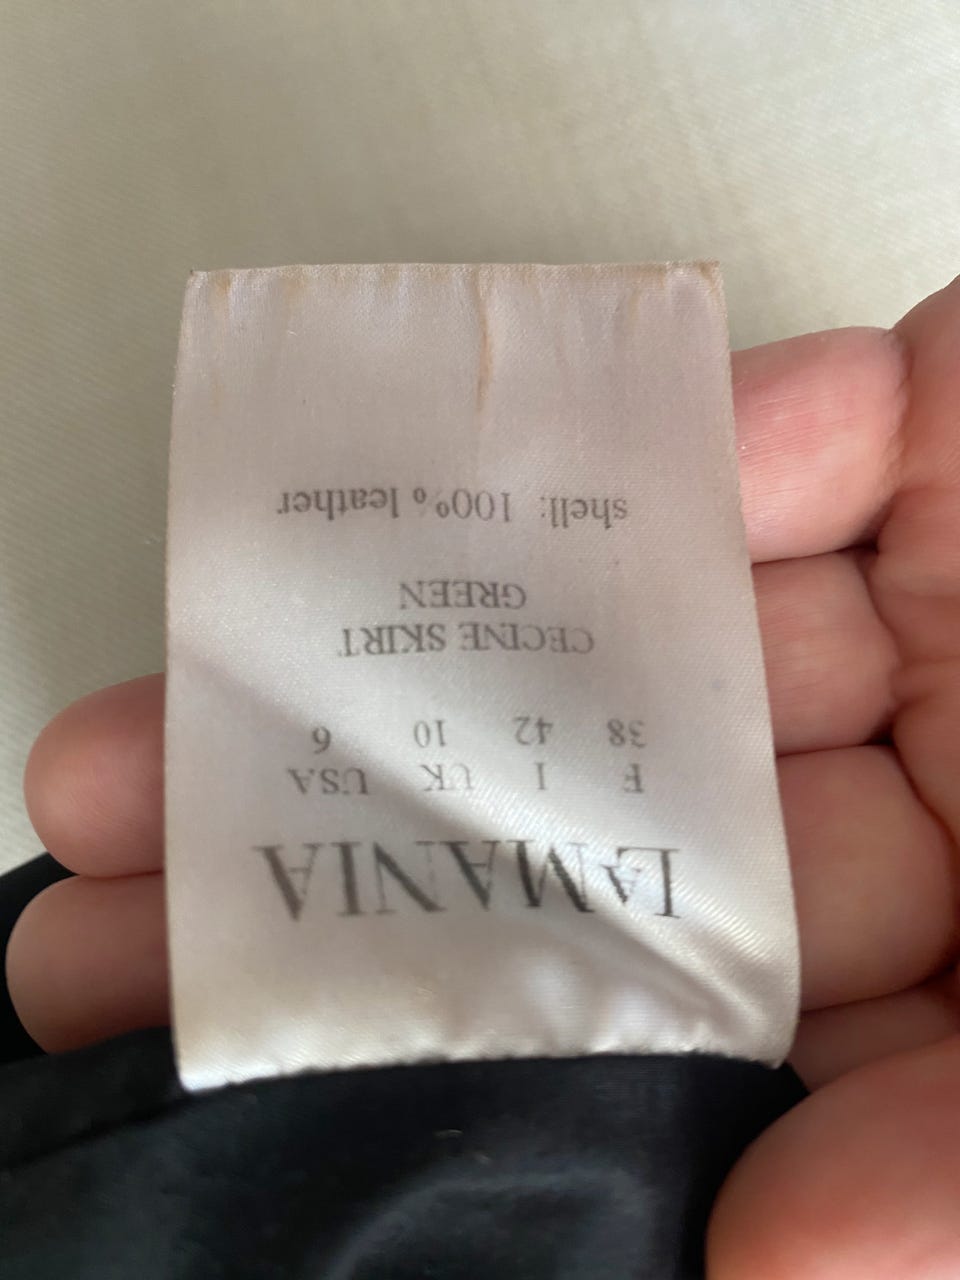 LAMANIA
F I UK USA
38 42 10 6
CECINE SKIRT
GREEN
shell: 100% leather